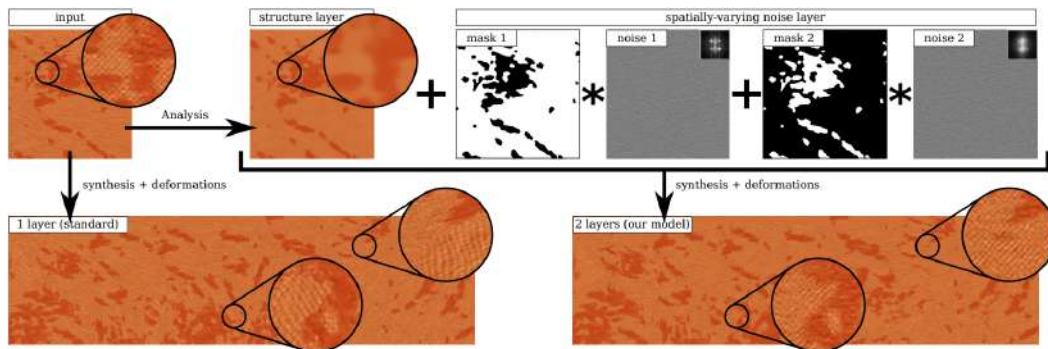 input
structure layer
spatially-varying noise layer
mask 1
noise 1
mask 2
noise 2
+
*
+
*
Analysis
synthesis + deformations
synthesis + deformations
1 layer (standard)
2 layers (our model)